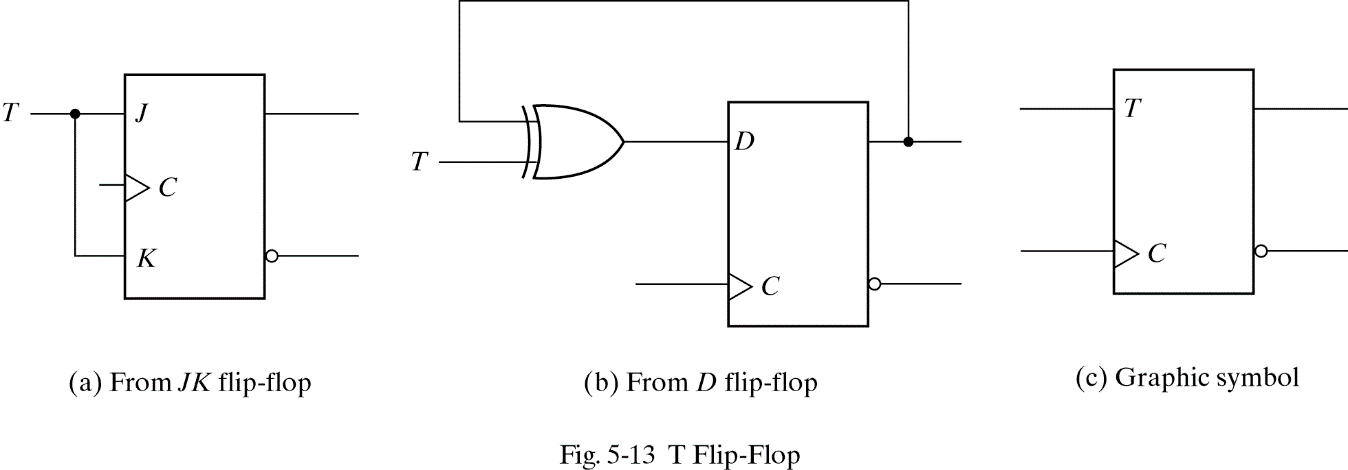 T
J
C
K
(a) From JK flip-flop
T
D
C
(b) From D flip-flop
T
C
(c) Graphic symbol
Fig. 5-13 T Flip-Flop